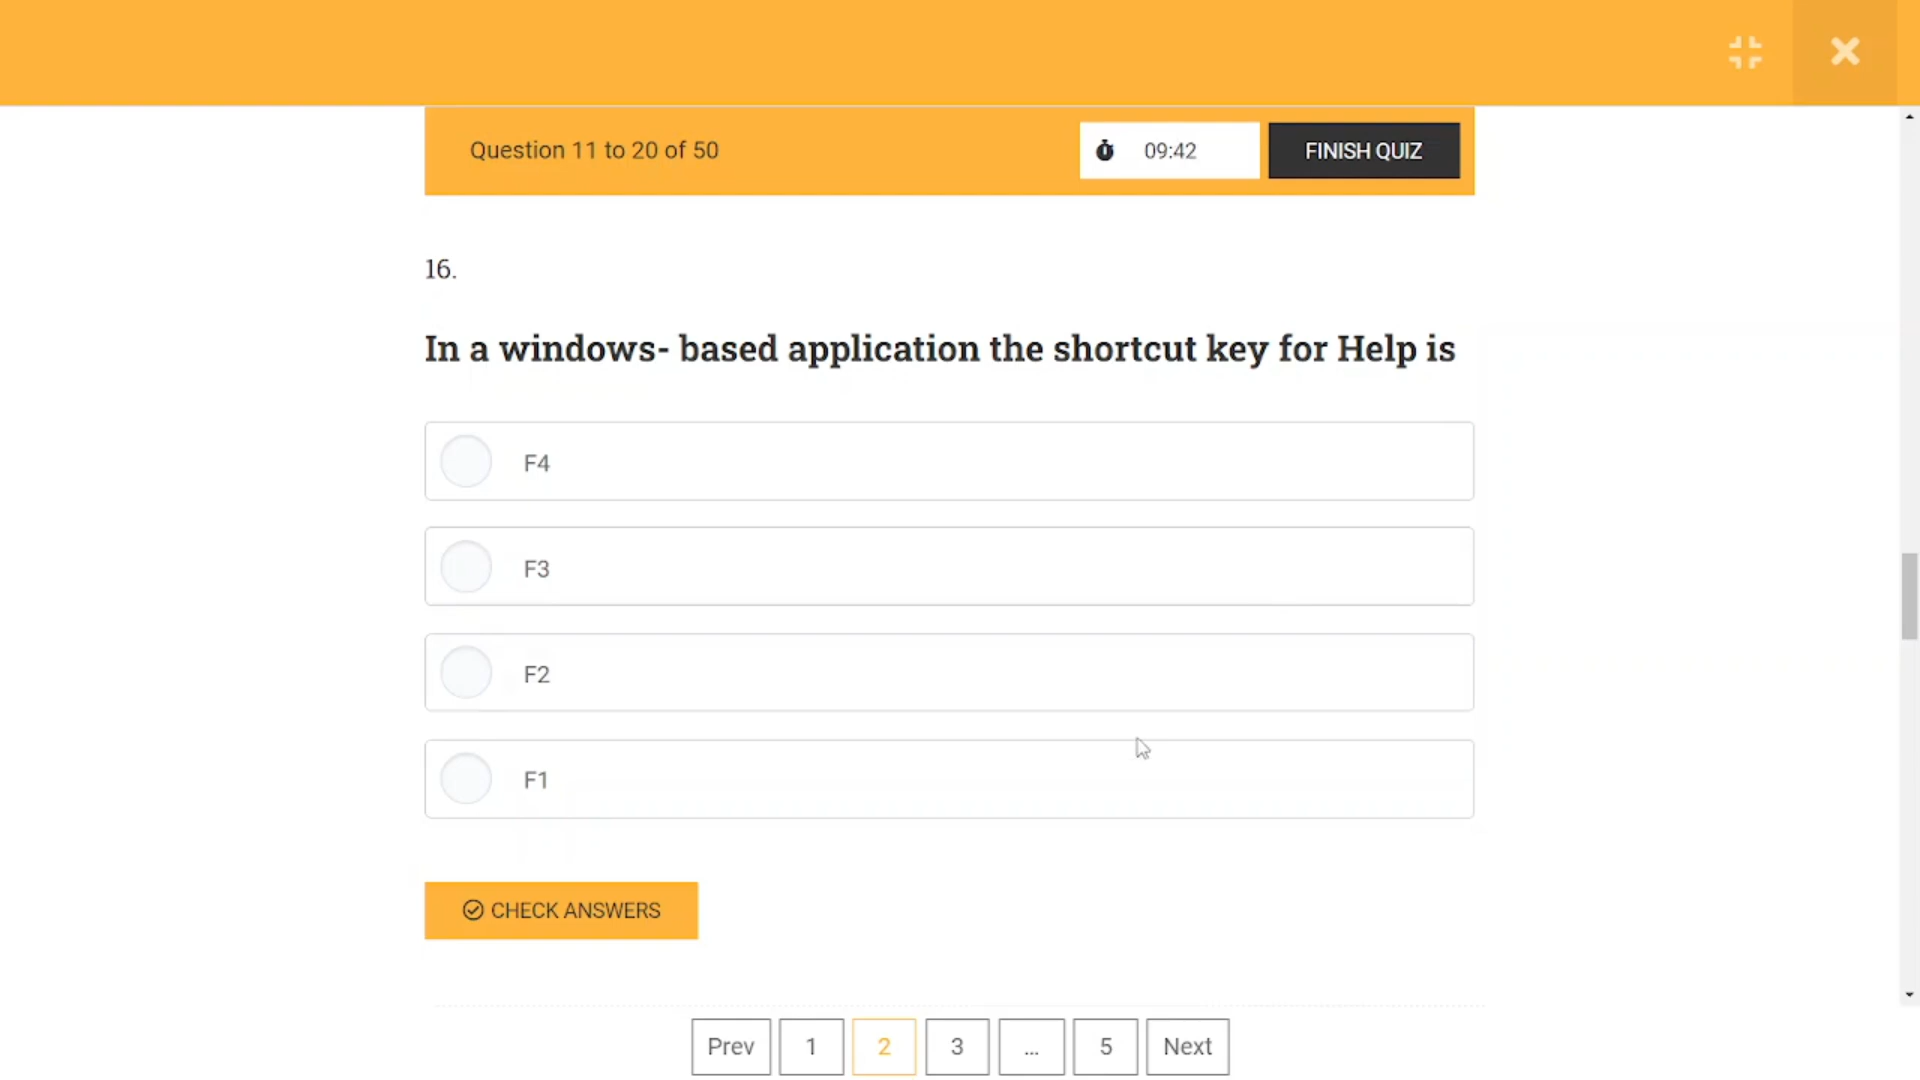 Question 11 to 20 of 50
09:42
FINISH QUIZ
16.
In a windows- based application the shortcut key for Help is
F4
F3
F2
F1
CHECK ANSWERS
Prev 1 2 3 ... 5 Next